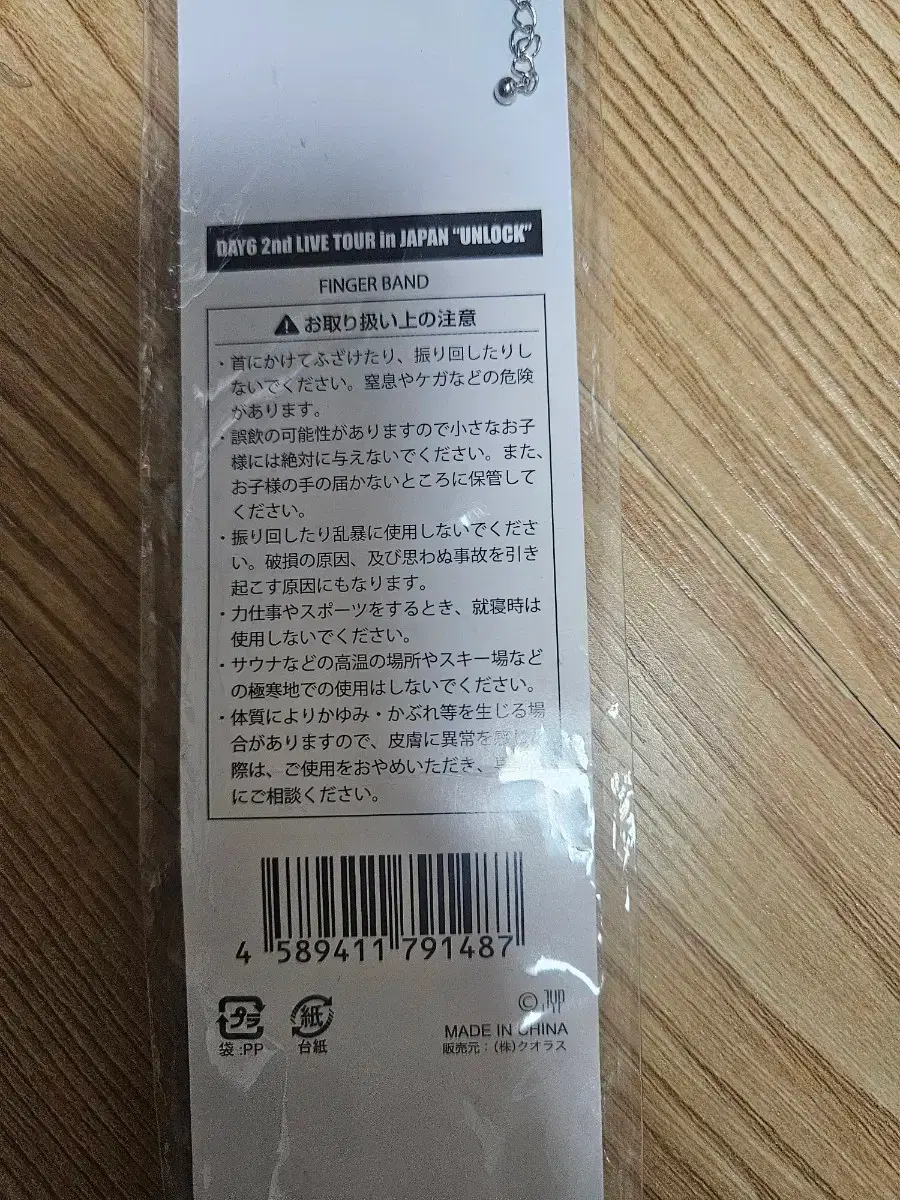 DAY6 2nd LIVE TOUR in JAPAN “UNLOCK”
FINGER BAND
お取り扱い上の注意
・首にかけてふざけたり、振り回したりし
ないでください。窒息やケガなどの危険
があります。
・誤飲の可能性がありますので小さなお子
様には絶対に与えないでください。また、
お子様の手の届かないところに保管して
ください。
・振り回したり乱暴に使用しないでくださ
い。破損の原因、及び思わぬ事故を引き
起こす原因にもなります。
・力仕事やスポーツをするとき、就寝時は
使用しないでください。
・サウナなどの高温の場所やスキー場など
の極寒地での使用はしないでください。
・体質によりかゆみ・かぶれ等を生じる場
合がありますので、皮膚に異常を感じ
際は、ご使用をおやめいただき、
にご相談ください。
4 589411 791487
プラ
紙
袋:PP
台紙
© JYP
MADE IN CHINA
販売元:(株)クオラス